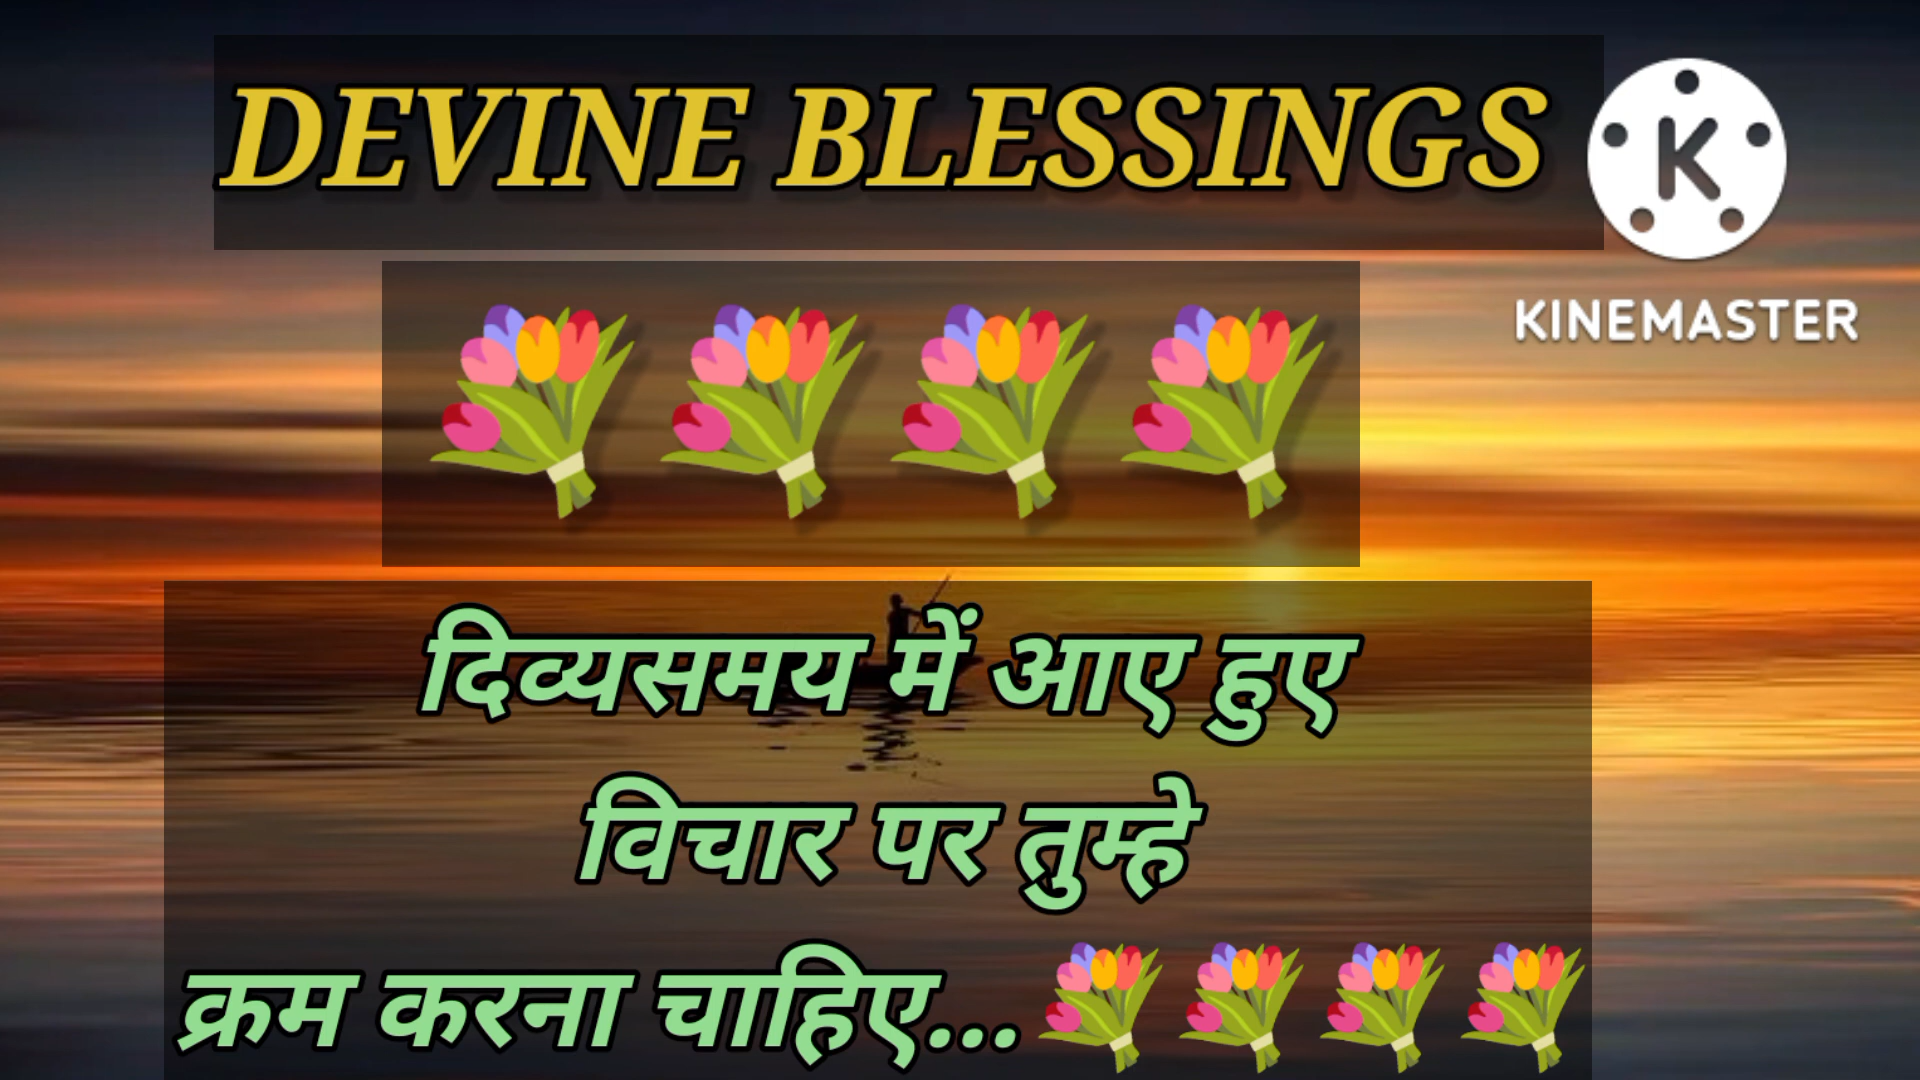 DEVINE BLESSINGS
K
KINEMASTER
💐💐💐💐
दिव्यसमय में आए हुए
विचार पर तुम्हे
क्रम करना चाहिए...💐💐💐💐